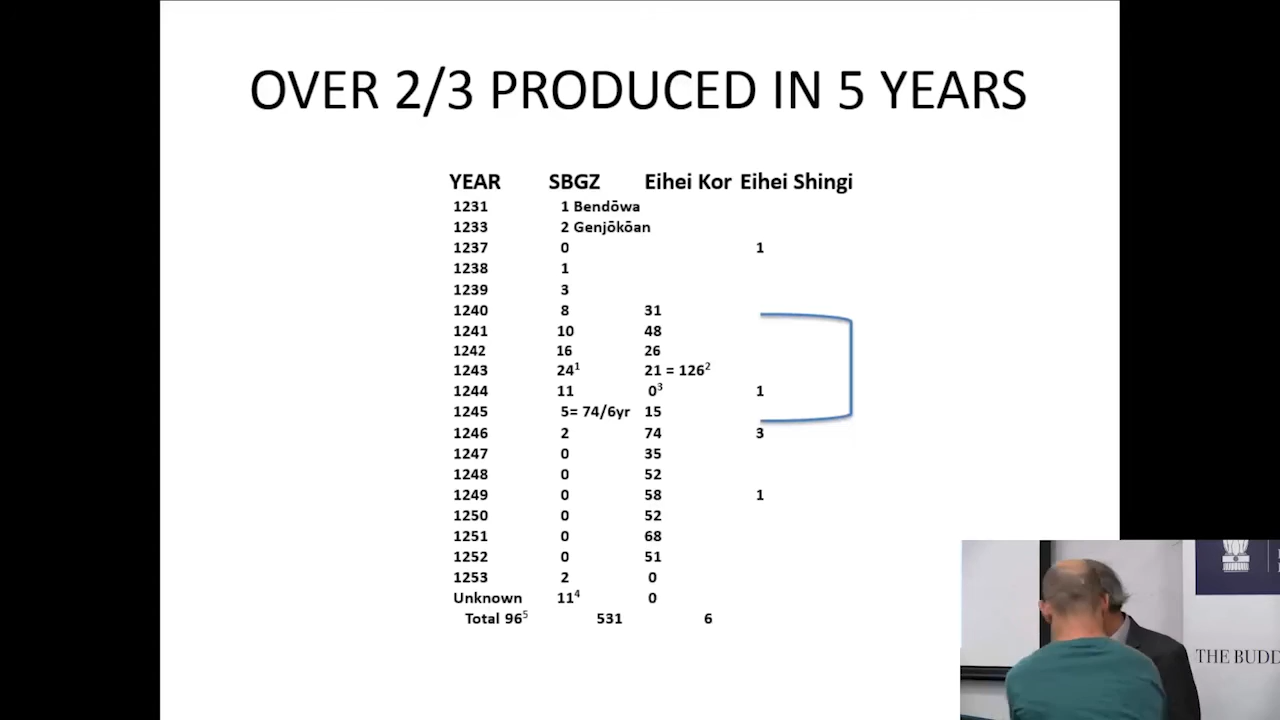 OVER 2/3 PRODUCED IN 5 YEARS
YEAR SBGZ Eihei Kor Eihei Shingi
1231 1 Bendōwa
1233 2 Genjōkōan
1237 0 1
1238 1
1239 3
1240 8 31
1241 10 48
1242 16 26
1243 24¹ 21 = 126²
1244 11 0³ 1
1245 5= 74/6yr 15
1246 2 74 3
1247 0 35
1248 0 52
1249 0 58 1
1250 0 52
1251 0 68
1252 0 51
1253 2 0
Unknown 11⁴ 0
Total 96⁵ 531 6
THE BUDD